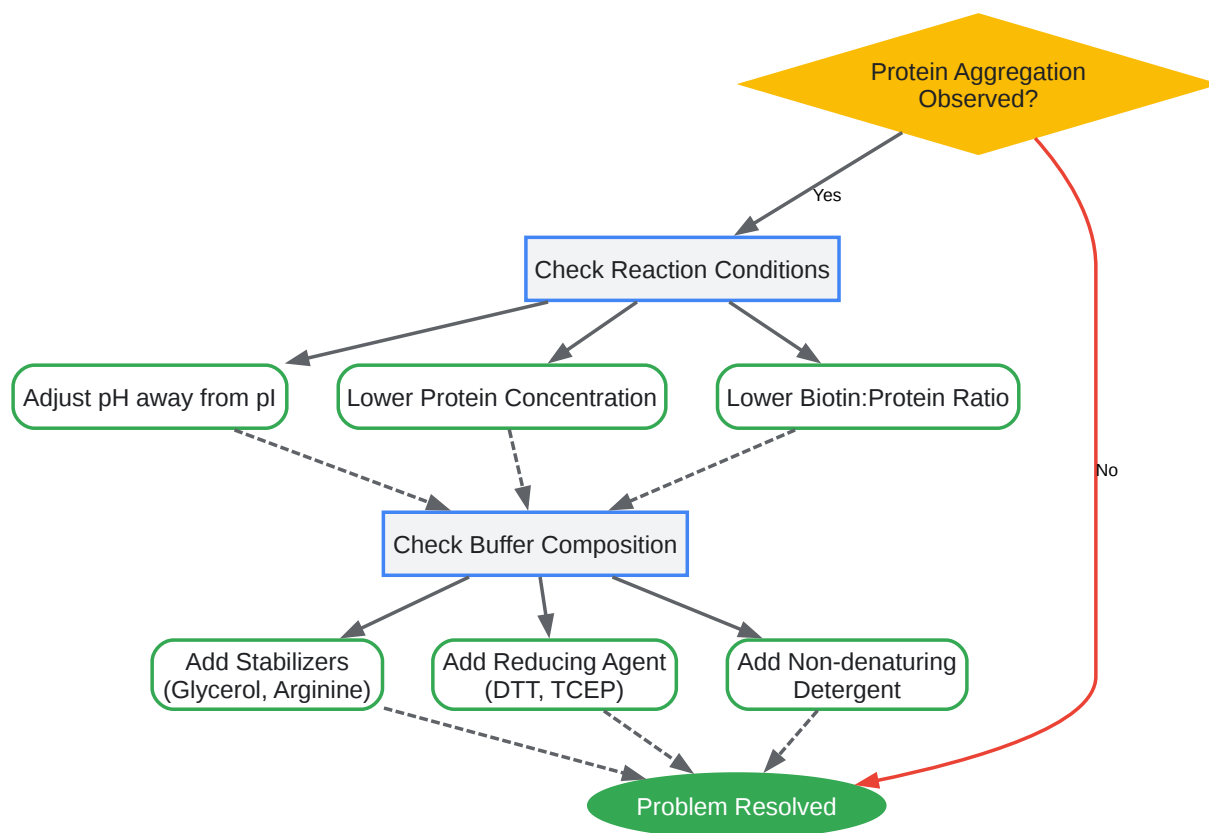 Protein Aggregation
Observed?
Yes
Check Reaction Conditions
Adjust pH away from pI
Lower Protein Concentration
Lower Biotin:Protein Ratio
No
Check Buffer Composition
Add Stabilizers
(Glycerol, Arginine)
Add Reducing Agent
(DTT, TCEP)
Add Non-denaturing
Detergent
Problem Resolved